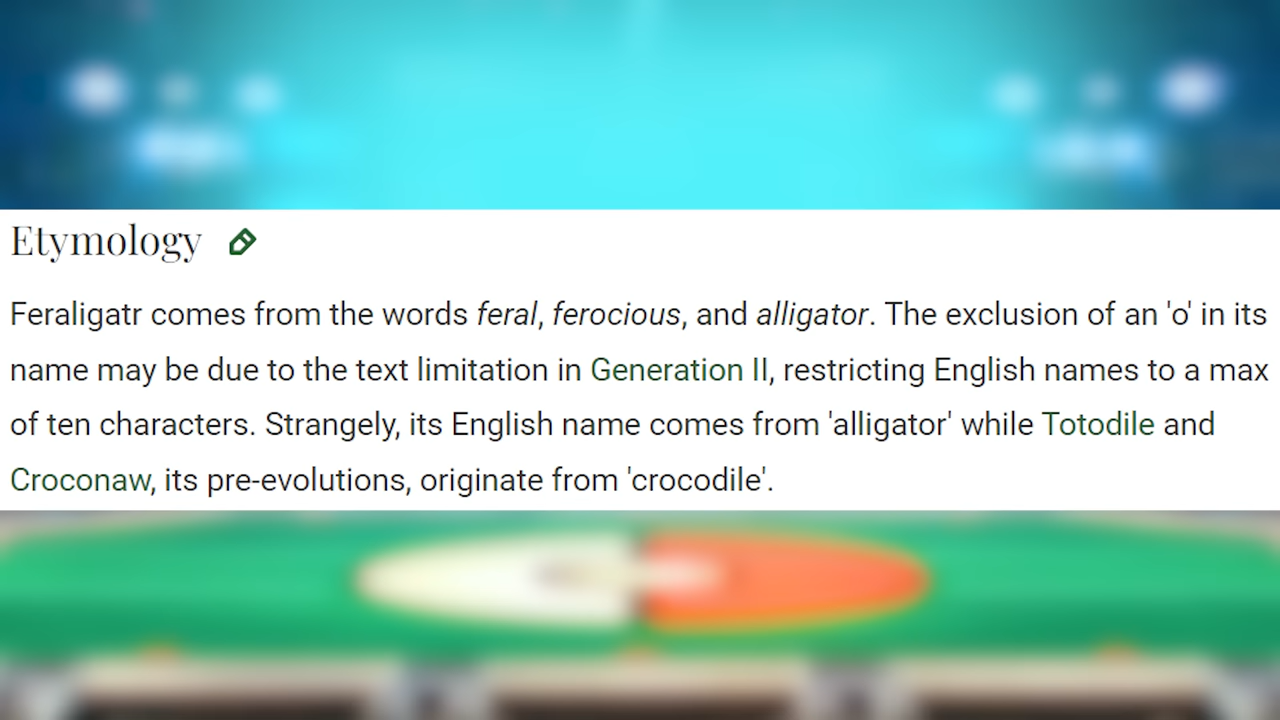 Etymology
Feraligatr comes from the words feral, ferocious, and alligator. The exclusion of an 'o' in its
name may be due to the text limitation in Generation II, restricting English names to a max
of ten characters. Strangely, its English name comes from 'alligator' while Totodile and
Croconaw, its pre-evolutions, originate from 'crocodile'.